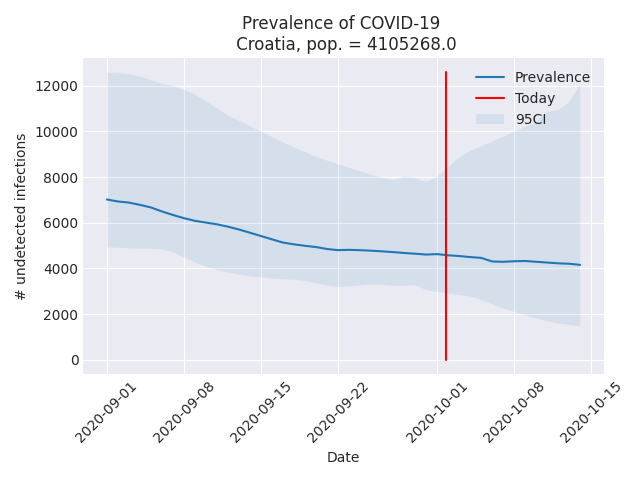 Prevalence of COVID-19
Croatia, pop. = 4105268.0
Prevalence
Today
95CI
# undetected infections
12000
10000
8000
6000
4000
2000
0
2020-09-01
2020-09-08
2020-09-15
2020-09-22
2020-10-01
2020-10-08
2020-10-15
Date